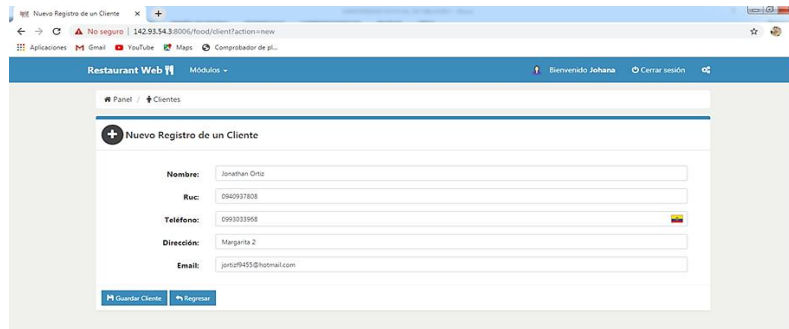 Nuevo Registro de un Cliente
No seguro | 142.93.54.3:8006/food/client?action=new
Aplicaciones Gmail YouTube Maps Comprobador de pl...
Restaurant Web Módulos Bienvenido Johana Cerrar sesión
Panel / Clientes
Nuevo Registro de un Cliente
Nombre: Jonathan Ortiz
Ruc: 0940937808
Teléfono: 0993033968
Dirección: Margarita 2
Email: jortizf9455@hotmail.com
Guardar Cliente Regresar